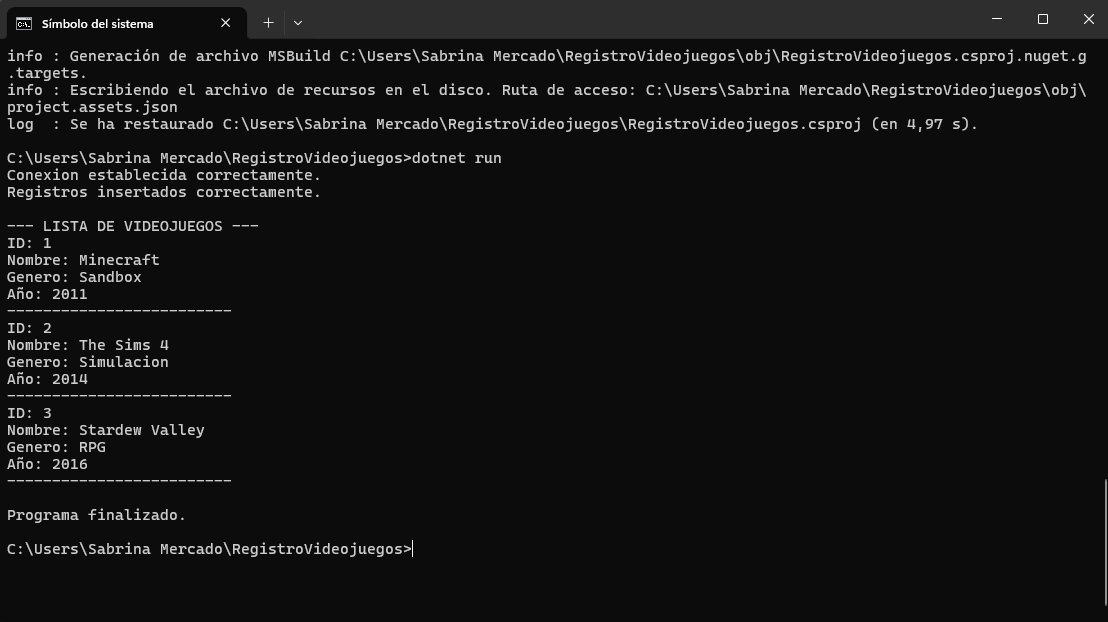 Símbolo del sistema
info : Generación de archivo MSBuild C:\Users\Sabrina Mercado\RegistroVideojuegos\obj\RegistroVideojuegos.csproj.nuget.g
.targets.
info : Escribiendo el archivo de recursos en el disco. Ruta de acceso: C:\Users\Sabrina Mercado\RegistroVideojuegos\obj\
project.assets.json
log  : Se ha restaurado C:\Users\Sabrina Mercado\RegistroVideojuegos\RegistroVideojuegos.csproj (en 4,97 s).
C:\Users\Sabrina Mercado\RegistroVideojuegos>dotnet run
Conexion establecida correctamente.
Registros insertados correctamente.
--- LISTA DE VIDEOJUEGOS ---
ID: 1
Nombre: Minecraft
Genero: Sandbox
Año: 2011
-------------------------
ID: 2
Nombre: The Sims 4
Genero: Simulacion
Año: 2014
-------------------------
ID: 3
Nombre: Stardew Valley
Genero: RPG
Año: 2016
-------------------------
Programa finalizado.
C:\Users\Sabrina Mercado\RegistroVideojuegos>